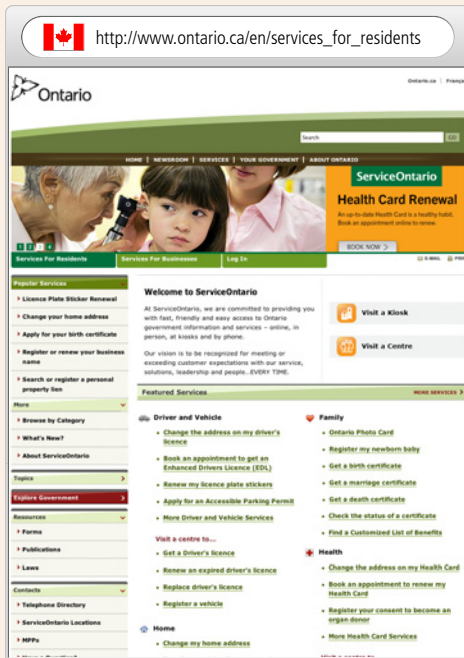 http://www.ontario.ca/en/services_for_residents
Ontario
Ontario.ca | França
Search
GO
HOME | NEWSROOM | SERVICES | YOUR GOVERNMENT | ABOUT ONTARIO
ServiceOntario
Health Card Renewal
An up-to-date Health Card is a healthy habit.
Book an appointment online to renew.
BOOK NOW >
1 2 3 4
Services For Residents
Services For Businesses
Log In
E-MAIL
Popular Services
Licence Plate Sticker Renewal
Change your home address
Apply for your birth certificate
Register or renew your business
name
Search or register a personal
property lien
More
Browse by Category
What's New?
About ServiceOntario
Topics
Explore Government
Resources
Forms
Publications
Laws
Contacts
Telephone Directory
ServiceOntario Locations
MPPs
Welcome to ServiceOntario
At ServiceOntario, we are committed to providing you
with fast, friendly and easy access to Ontario
government information and services – online, in
person, at kiosks and by phone.
Our vision is to be recognized for meeting or
exceeding customer expectations with our service,
solutions, leadership and people..EVERY TIME.
Visit a Kiosk
Visit a Centre
Featured Services
MORE SERVICES
Driver and Vehicle
Change the address on my driver's
licence
Book an appointment to get an
Enhanced Drivers Licence (EDL)
Renew my licence plate stickers
Apply for an Accessible Parking Permit
More Driver and Vehicle Services
Visit a centre to...
Get a Driver's licence
Renew an expired driver's licence
Replace driver's licence
Register a vehicle
Home
Change my home address
Family
Ontario Photo Card
Register my newborn baby
Get a birth certificate
Get a marriage certificate
Get a death certificate
Check the status of a certificate
Find a Customized List of Benefits
Health
Change the address on my Health Card
Book an appointment to renew my
Health Card
Register your consent to become an
organ donor
More Health Card Services